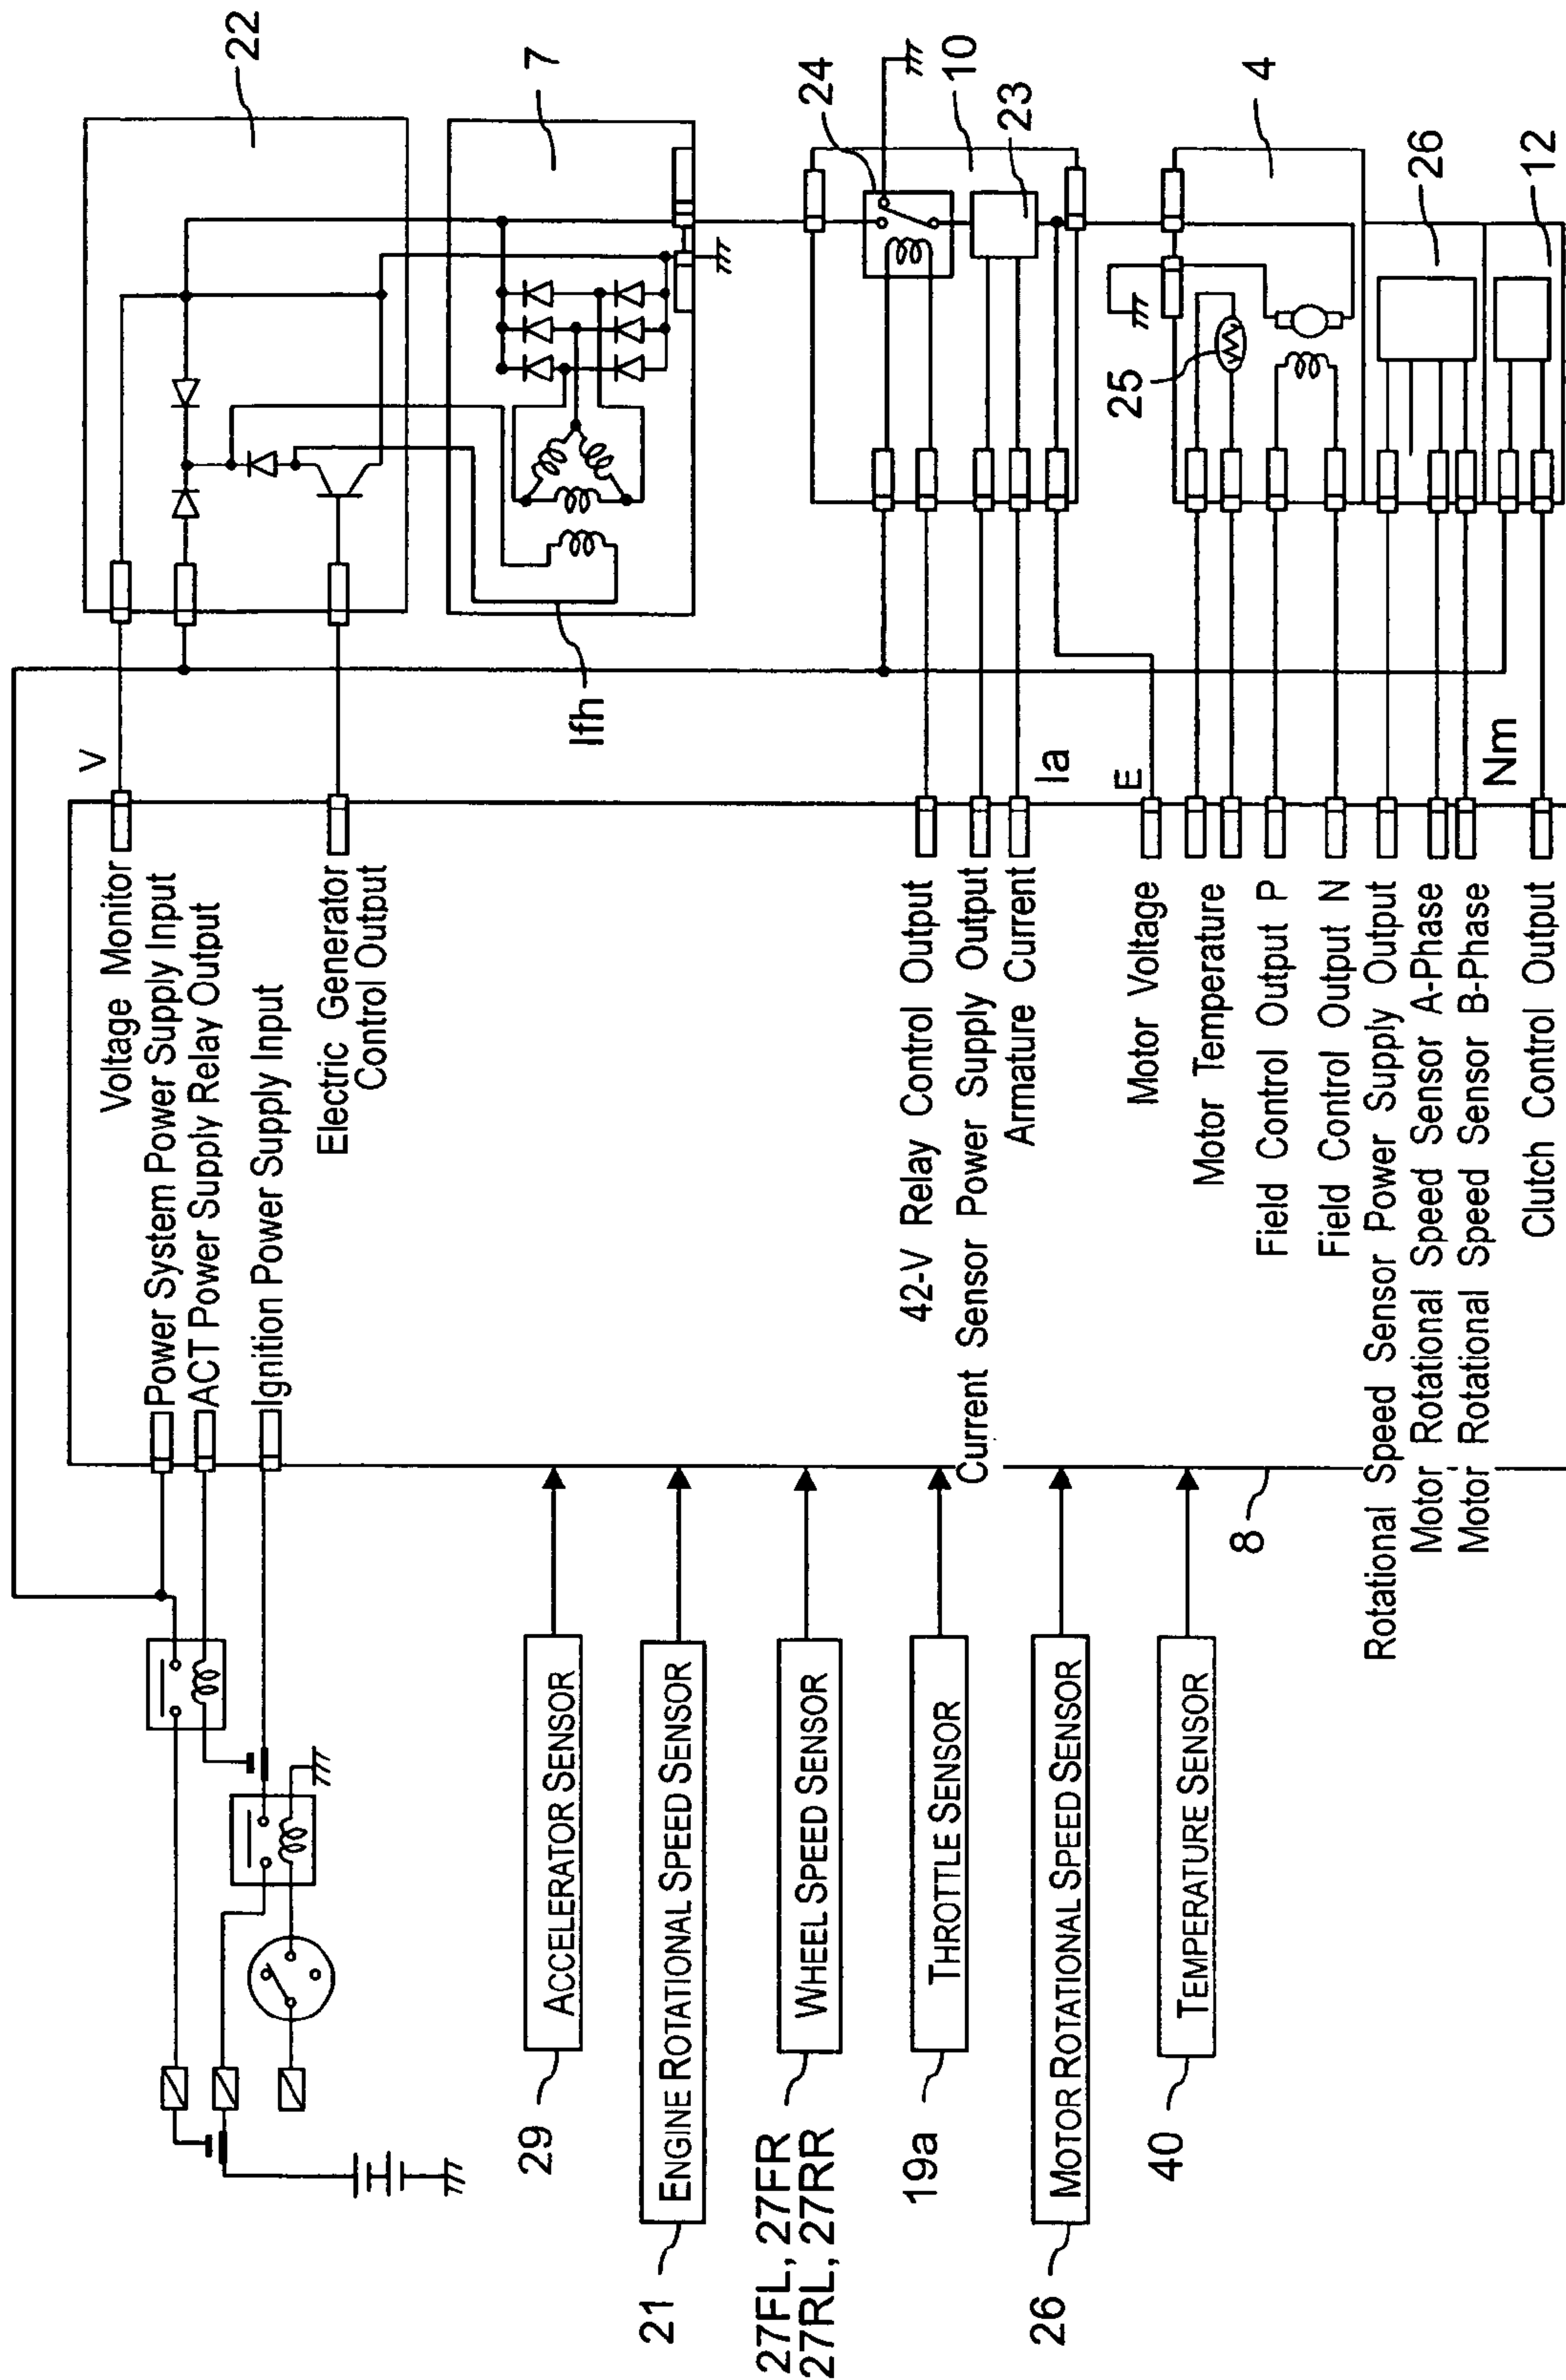 22
7
24
10
23
4
25
26
12
Ifh
V
Ia
E
Nm
Voltage Monitor
Power System Power Supply Input
ACT Power Supply Relay Output
Ignition Power Supply Input
Electric Generator
Control Output
42-V Relay Control Output
Current Sensor Power Supply Output
Armature Current
Motor Voltage
Motor Temperature
Field Control Output P
Field Control Output N
Rotational Speed Sensor Power Supply Output
Motor Rotational Speed Sensor A-Phase
Motor Rotational Speed Sensor B-Phase
Clutch Control Output
8
ACCELERATOR SENSOR
29
ENGINE ROTATIONAL SPEED SENSOR
21
WHEEL SPEED SENSOR
27FL, 27FR
27RL, 27RR
THROTTLE SENSOR
19a
MOTOR ROTATIONAL SPEED SENSOR
26
TEMPERATURE SENSOR
40